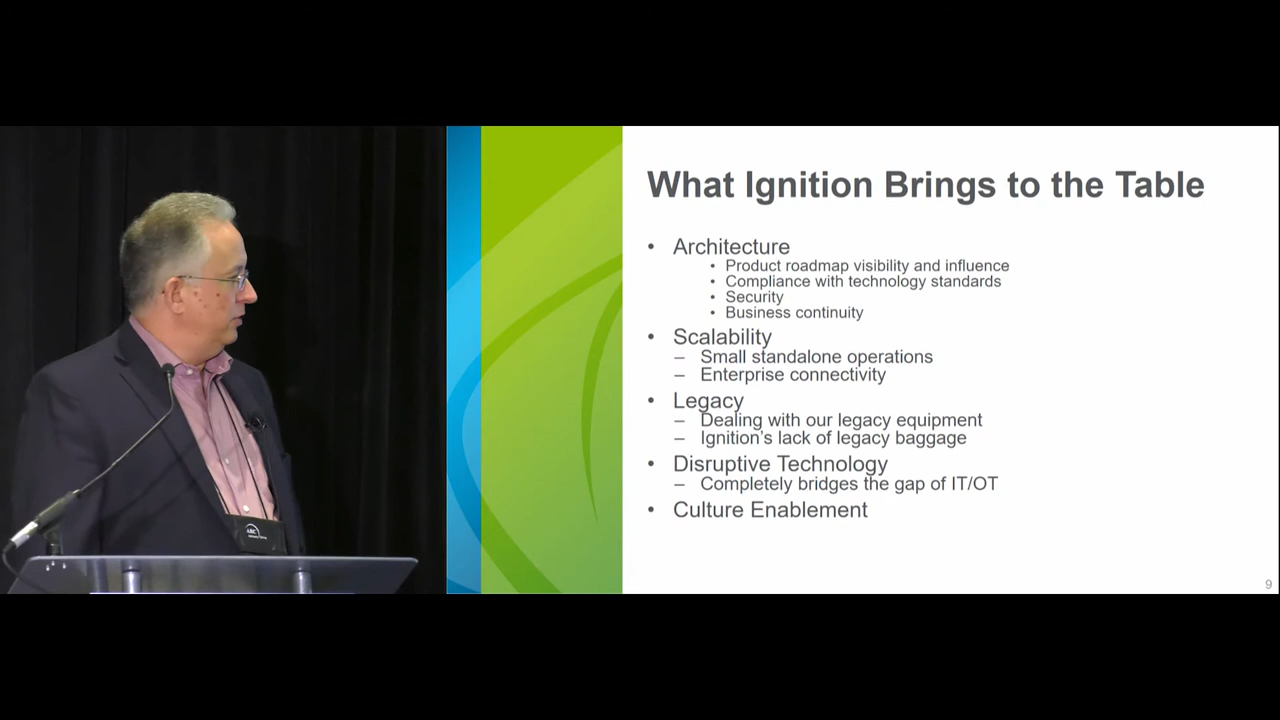 What Ignition Brings to the Table
• Architecture
• Product roadmap visibility and influence
• Compliance with technology standards
• Security
• Business continuity
• Scalability
– Small standalone operations
– Enterprise connectivity
• Legacy
– Dealing with our legacy equipment
– Ignition's lack of legacy baggage
• Disruptive Technology
– Completely bridges the gap of IT/OT
• Culture Enablement
9
ARC